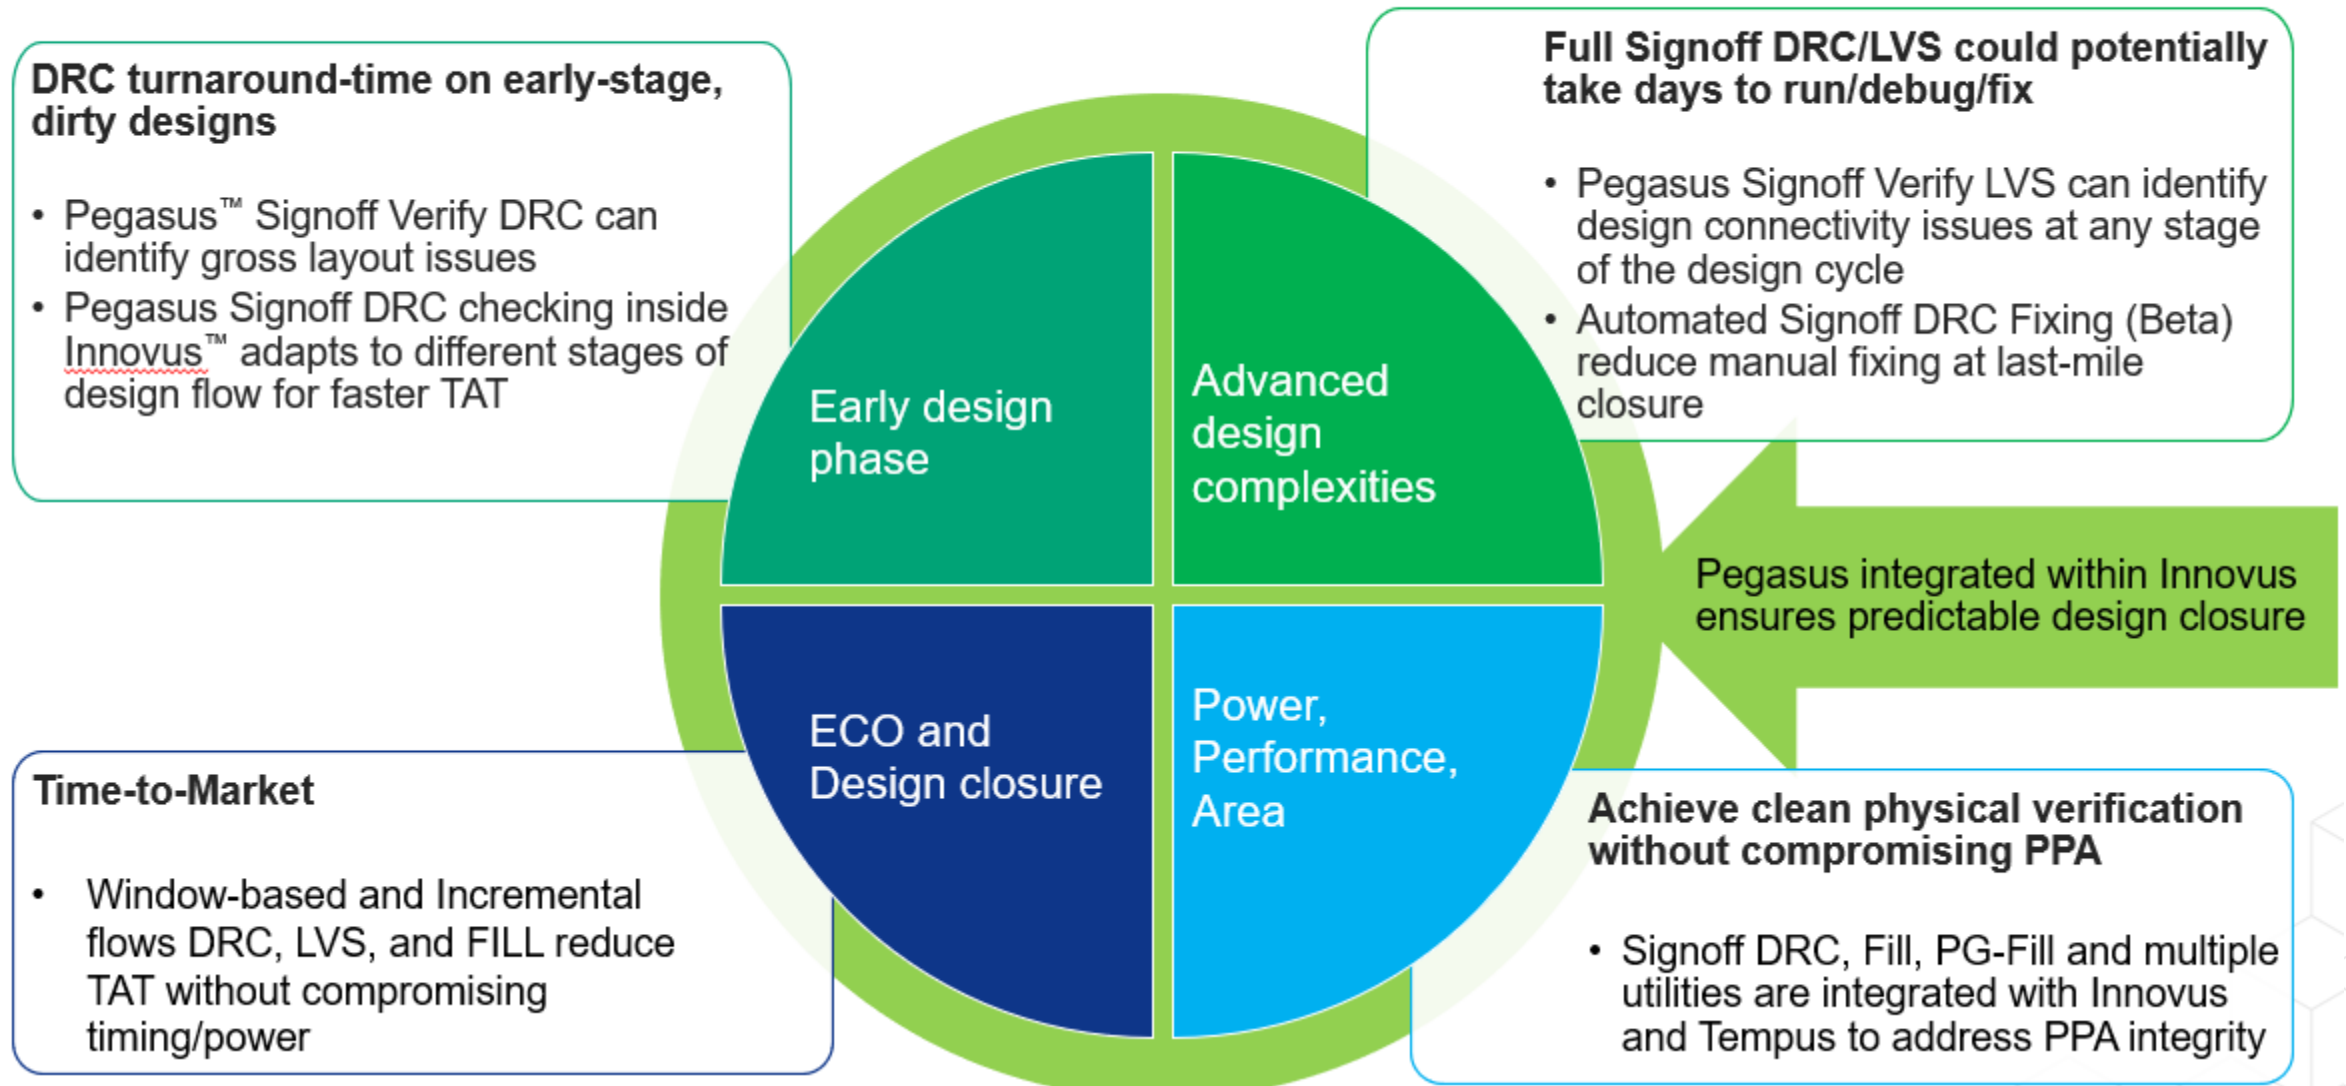 DRC turnaround-time on early-stage,
dirty designs
• Pegasus™ Signoff Verify DRC can
identify gross layout issues
• Pegasus Signoff DRC checking inside
Innovus™ adapts to different stages of
design flow for faster TAT
Full Signoff DRC/LVS could potentially
take days to run/debug/fix
• Pegasus Signoff Verify LVS can identify
design connectivity issues at any stage
of the design cycle
• Automated Signoff DRC Fixing (Beta)
reduce manual fixing at last-mile
closure
Early design
phase
Advanced
design
complexities
Pegasus integrated within Innovus
ensures predictable design closure
ECO and
Design closure
Power,
Performance,
Area
Time-to-Market
• Window-based and Incremental
flows DRC, LVS, and FILL reduce
TAT without compromising
timing/power
Achieve clean physical verification
without compromising PPA
• Signoff DRC, Fill, PG-Fill and multiple
utilities are integrated with Innovus
and Tempus to address PPA integrity